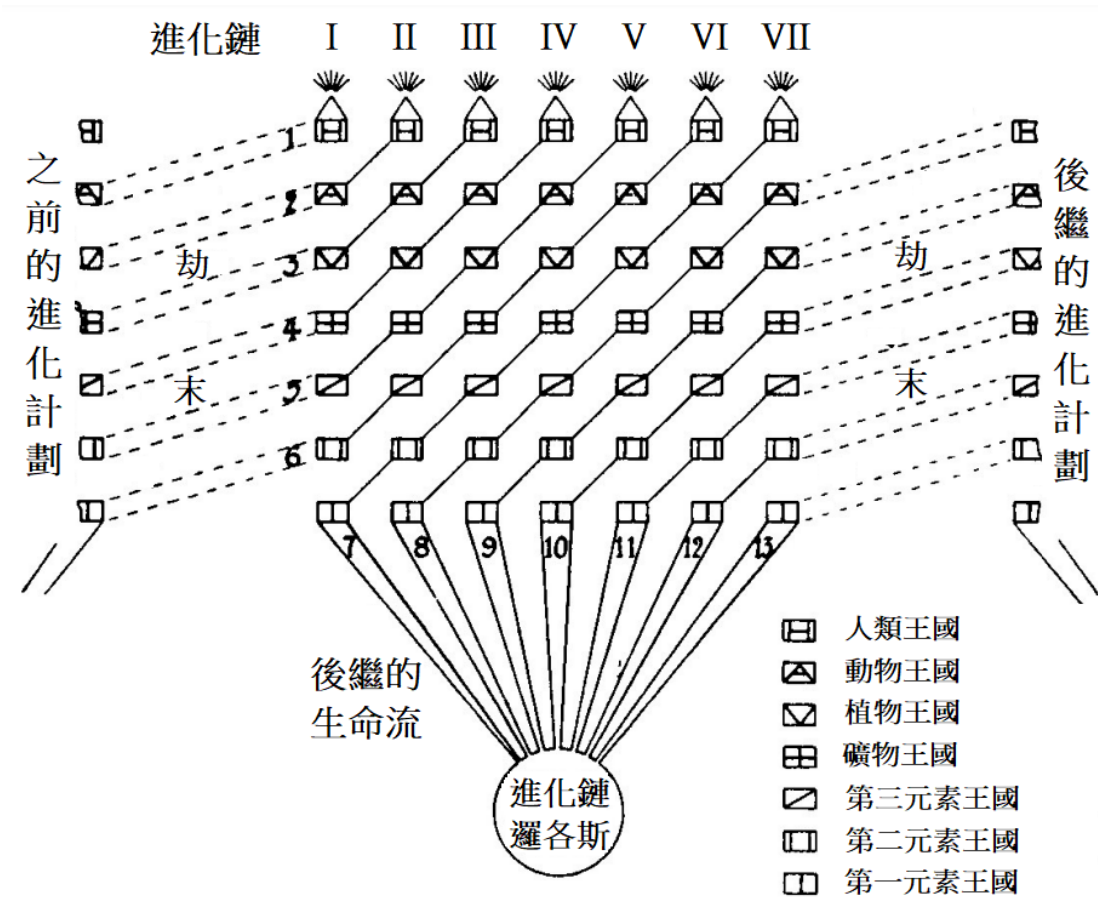 進化鏈 I II III IV V VI VII
之前的進化計劃
1
2
3
4
5
6
劫
末
劫
末
後繼的進化計劃
7 8 9 10 11 12 13
後繼的
生命流
進化鏈
邏各斯
人類王國
動物王國
植物王國
礦物王國
第三元素王國
第二元素王國
第一元素王國